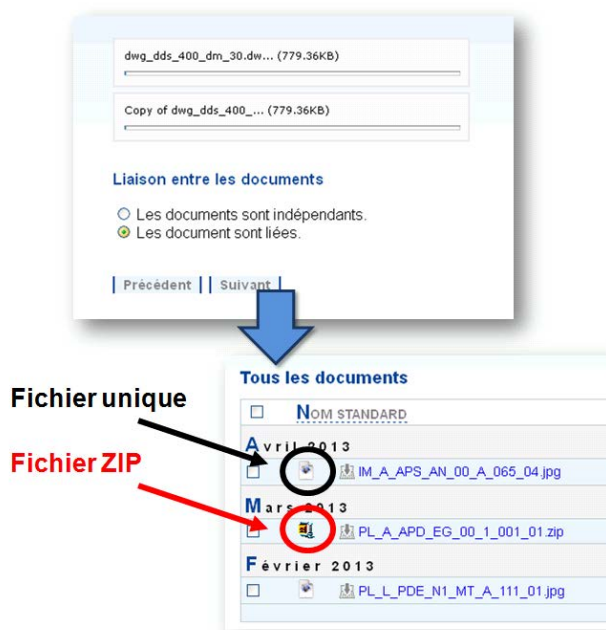 dwg_dds_400_dm_30.dw... (779.36KB)
Copy of dwg_dds_400_... (779.36KB)
Liaison entre les documents
Les documents sont indépendants.
Les document sont liées.
Précédent | | Suivant |
Tous les documents
Fichier unique
NOM STANDARD
Avril 2013
Fichier ZIP
IM_A_APS_AN_00_A_065_04.jpg
Mars 2013
PL_A_APD_EG_00_1_001_01.zip
Février 2013
PL_L_PDE_N1_MT_A_111_01.jpg